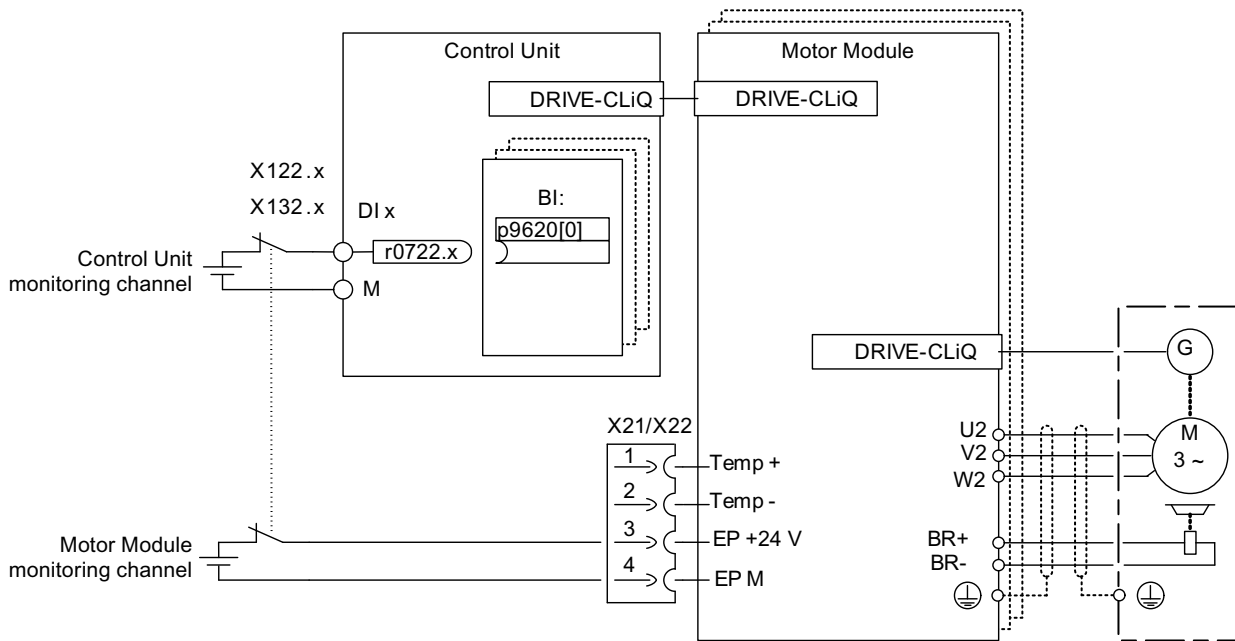 Control Unit
Motor Module
DRIVE-CLiQ
DRIVE-CLiQ
X122.x
X132.x
DI x
BI:
p9620[0]
r0722.x
Control Unit
monitoring channel
M
DRIVE-CLiQ
G
X21/X22
1
Temp +
2
Temp -
3
EP +24 V
4
EP M
Motor Module
monitoring channel
U2
V2
W2
M
3 ~
BR+
BR-